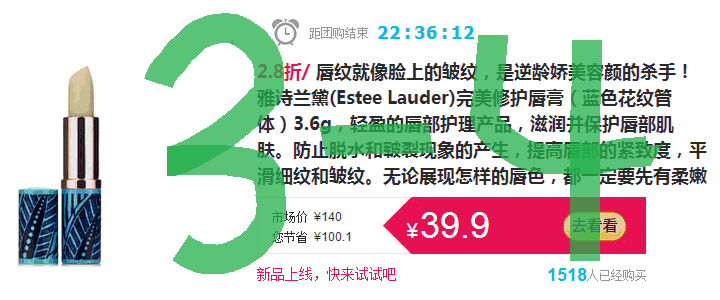 距团购结束 22:36:12
2.8折/ 唇纹就像脸上的皱纹，是逆龄娇美容颜的杀手！
雅诗兰黛(Estee Lauder)完美修护唇膏（蓝色花纹管
体）3.6g，轻盈的唇部护理产品，滋润并保护唇部肌
肤。防止脱水和皲裂现象的产生，提高唇部的紧致度，平
滑细纹和皱纹。无论展现怎样的唇色，都一定要先有柔嫩
市场价 ¥140
您节省 ¥100.1
¥39.9
去看看
新品上线，快来试试吧
1518人已经购买
3-4